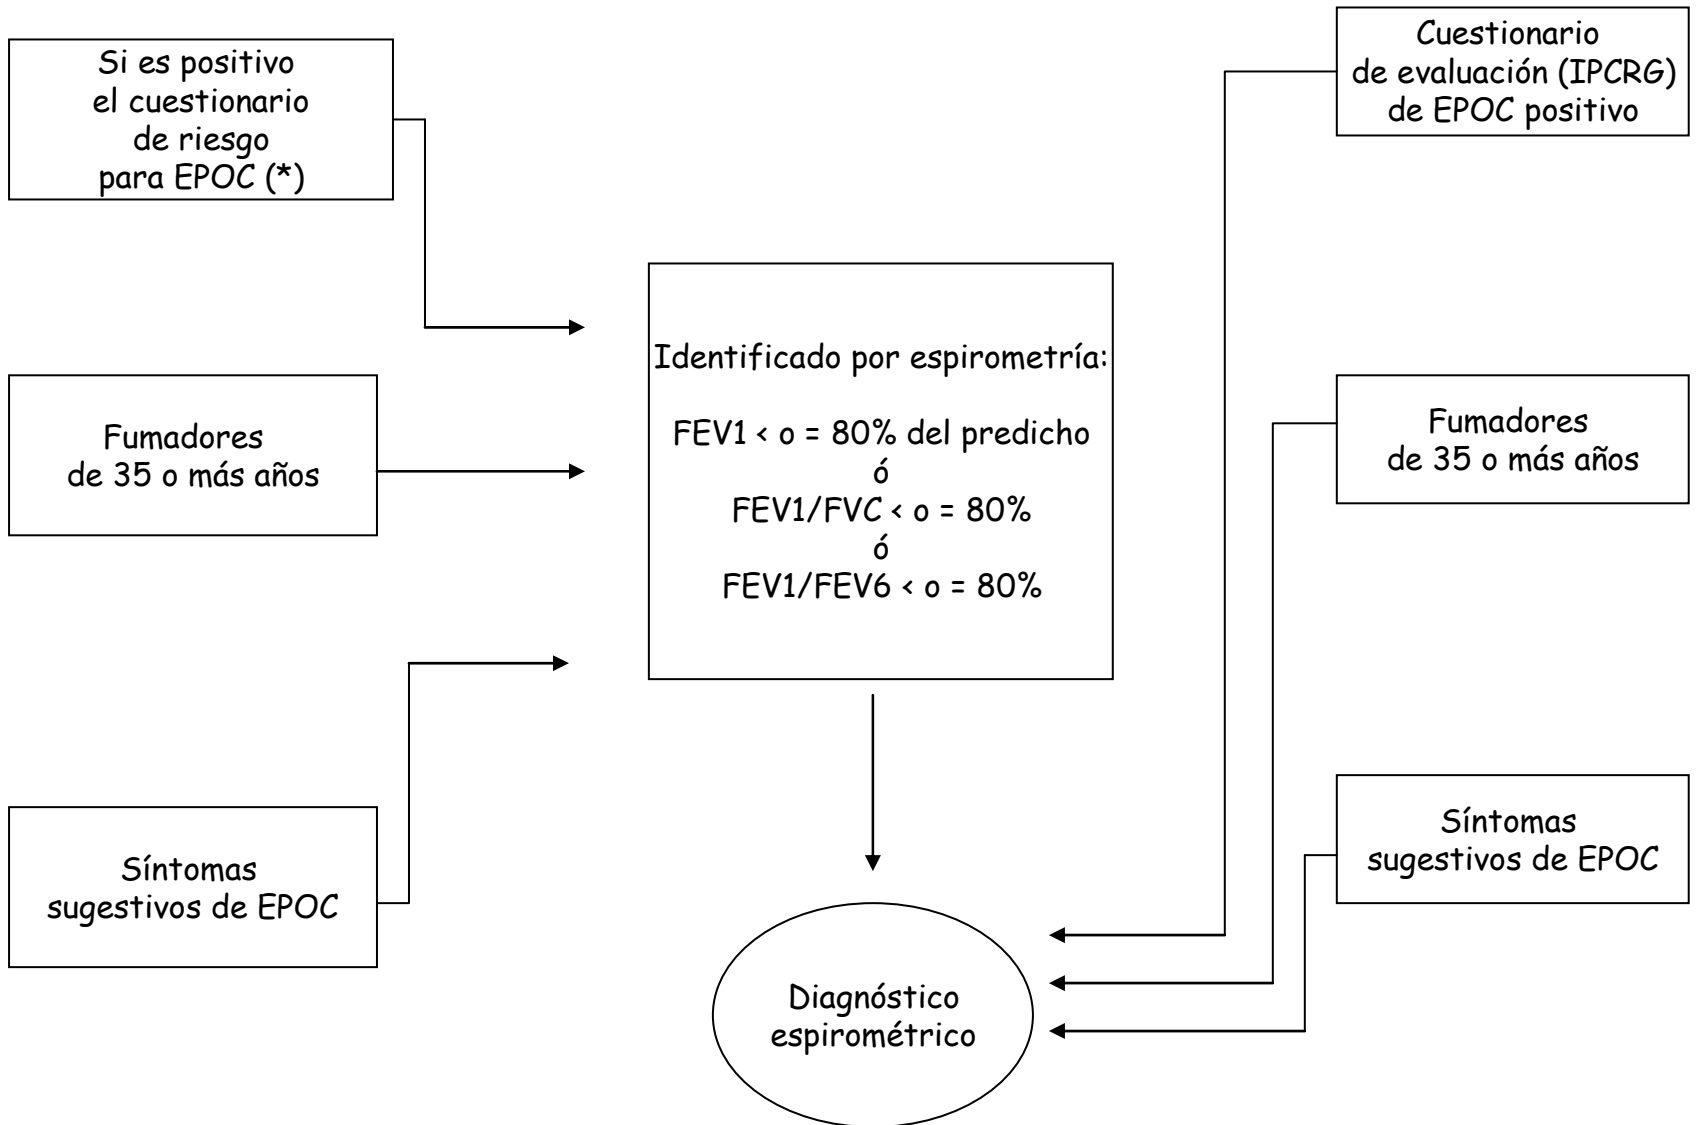 Si es positivo
el cuestionario
de riesgo
para EPOC (*)
Fumadores
de 35 o más años
Síntomas
sugestivos de EPOC
Identificado por espirometría:
FEV1 < o = 80% del predicho
ó
FEV1/FVC < o = 80%
ó
FEV1/FEV6 < o = 80%
Diagnóstico
espirométrico
Cuestionario
de evaluación (IPCRG)
de EPOC positivo
Fumadores
de 35 o más años
Síntomas
sugestivos de EPOC